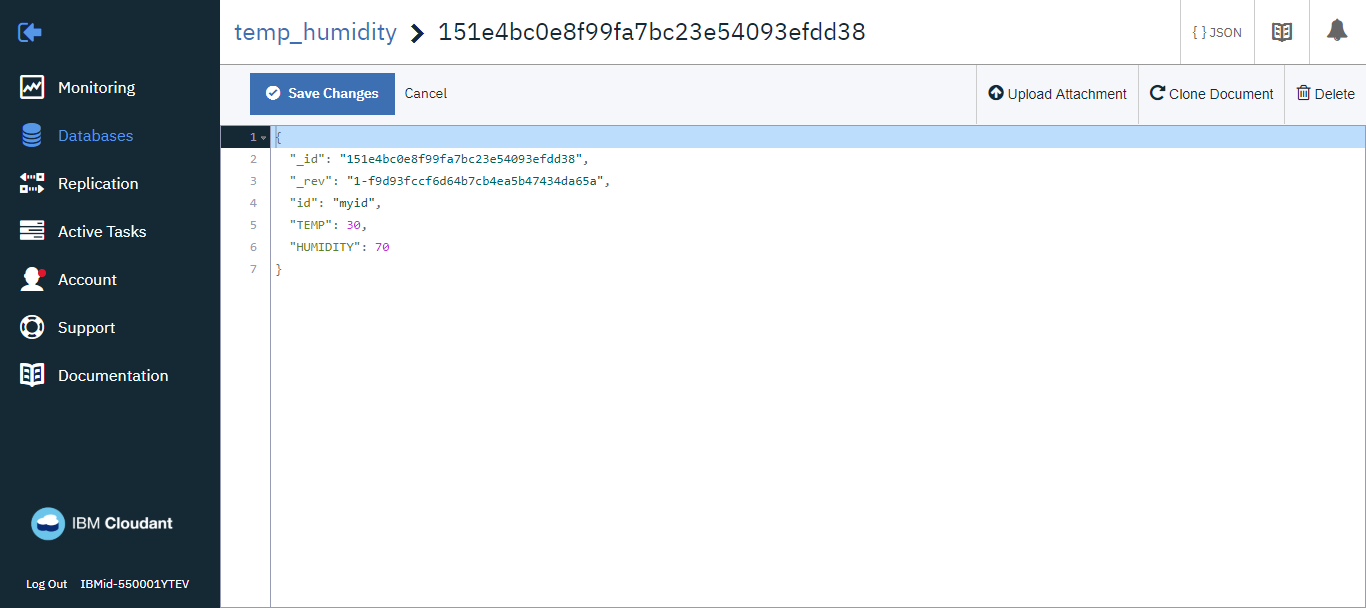 temp_humidity 151e4bc0e8f99fa7bc23e54093efdd38
{ } JSON
Monitoring
Databases
Replication
Active Tasks
Account
Support
Documentation
IBM Cloudant
Log Out IBMid-550001YTEV
Save Changes Cancel
Upload Attachment Clone Document Delete
1 {
2 "_id": "151e4bc0e8f99fa7bc23e54093efdd38",
3 "_rev": "1-f9d93fccf6d64b7cb4ea5b47434da65a",
4 "id": "myid",
5 "TEMP": 30,
6 "HUMIDITY": 70
7 }